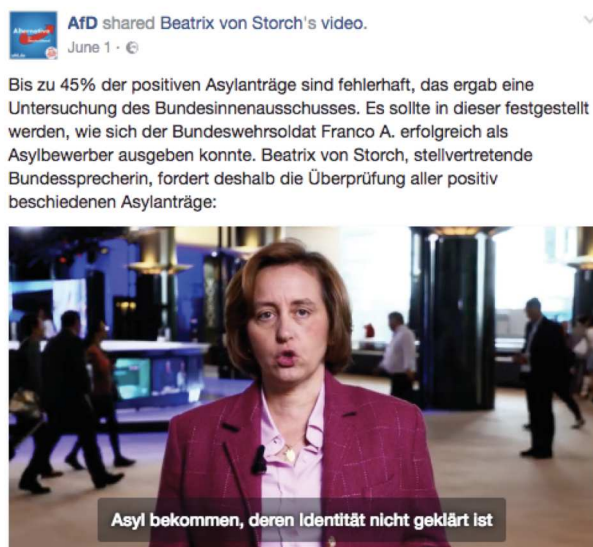 Alternative
AfD shared Beatrix von Storch's video.
June 1 ·
Bis zu 45% der positiven Asylanträge sind fehlerhaft, das ergab eine
Untersuchung des Bundesinnenausschusses. Es sollte in dieser festgestellt
werden, wie sich der Bundeswehrsoldat Franco A. erfolgreich als
Asylbewerber ausgeben konnte. Beatrix von Storch, stellvertretende
Bundessprecherin, fordert deshalb die Überprüfung aller positiv
beschiedenen Asylanträge:
Asyl bekommen, deren Identität nicht geklärt ist